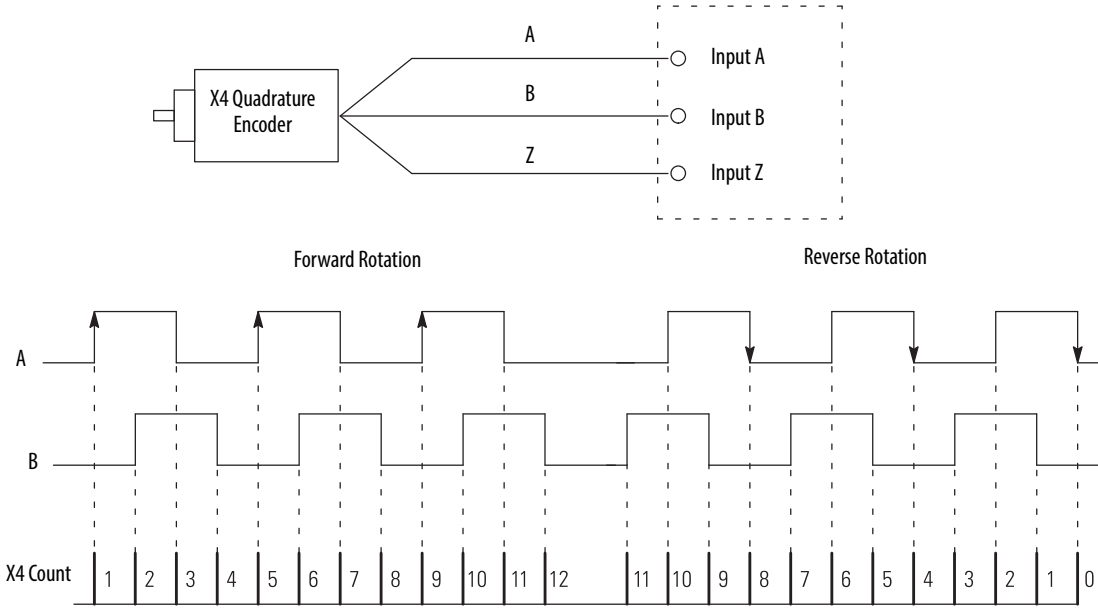 A
Input A
X4 Quadrature
Encoder
B
Input B
Z
Input Z
Forward Rotation
Reverse Rotation
A
B
X4 Count 1 2 3 4 5 6 7 8 9 10 11 12 11 10 9 8 7 6 5 4 3 2 1 0